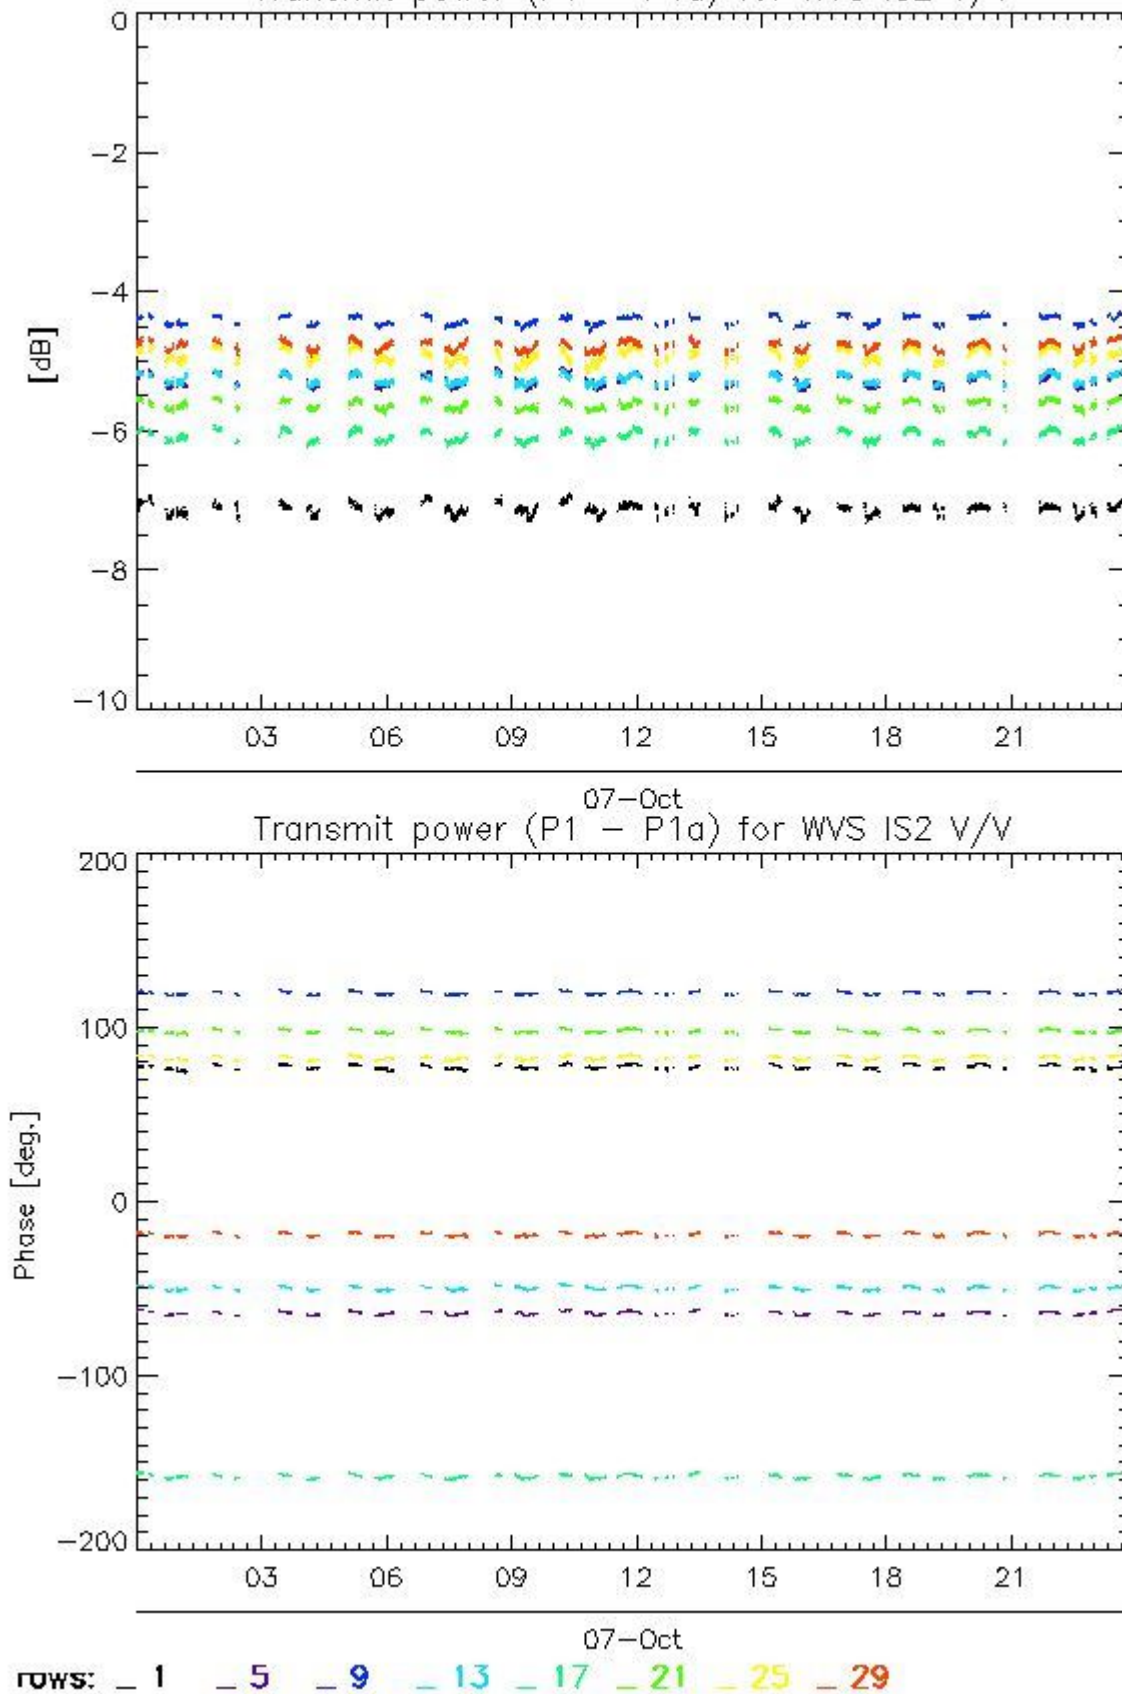 0
−2
−4
[dB]
−6
−8
−10
03 06 09 12 15 18 21
07−Oct
Transmit power (P1 − P1a) for WVS IS2 V/V
200
100
Phase [deg.]
0
−100
−200
03 06 09 12 15 18 21
07−Oct
rows: _ 1 _ 5 _ 9 _ 13 _ 17 _ 21 _ 25 _ 29